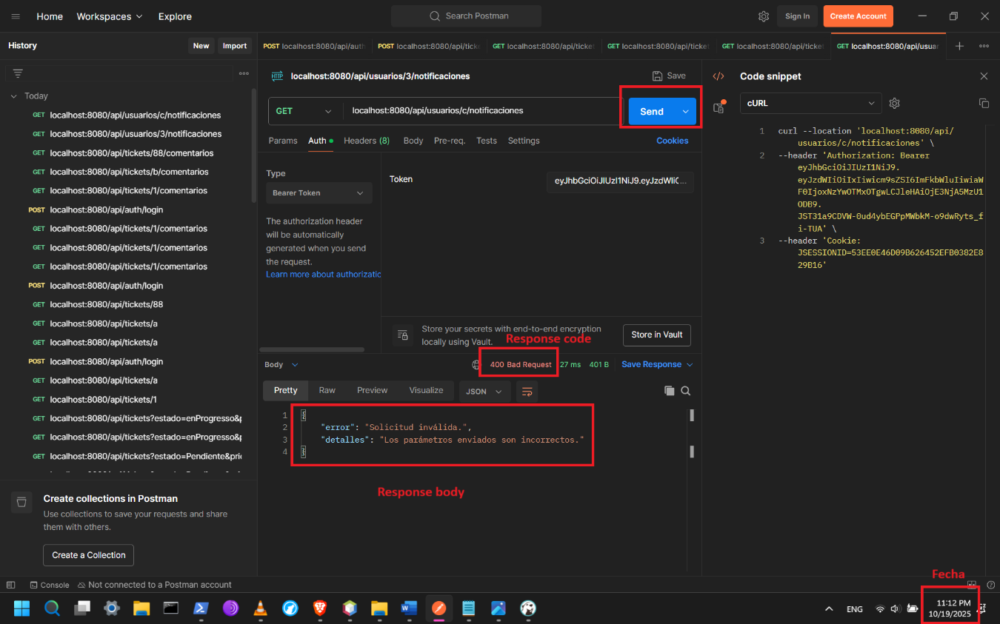 Home Workspaces Explore Search Postman Sign In Create Account
History New Import
POST localhost:8080/api/aut POST localhost:8080/api/ticke GET localhost:8080/api/ticket GET localhost:8080/api/ticket GET localhost:8080/api/ticket GET localhost:8080/api/usuar
HTTP localhost:8080/api/usuarios/3/notificaciones Save
Code snippet
Today
GET localhost:8080/api/usuarios/c/notificaciones
GET localhost:8080/api/usuarios/3/notificaciones
GET localhost:8080/api/tickets/88/comentarios
GET localhost:8080/api/tickets/b/comentarios
GET localhost:8080/api/tickets/1/comentarios
POST localhost:8080/api/auth/login
GET localhost:8080/api/tickets/1/comentarios
GET localhost:8080/api/tickets/1/comentarios
GET localhost:8080/api/tickets/1/comentarios
POST localhost:8080/api/auth/login
GET localhost:8080/api/tickets/88
GET localhost:8080/api/tickets/a
GET localhost:8080/api/tickets/a
POST localhost:8080/api/auth/login
GET localhost:8080/api/tickets/a
GET localhost:8080/api/tickets/1
GET localhost:8080/api/tickets?estado=enProgreso&p
GET localhost:8080/api/tickets?estado=enProgreso&p
GET localhost:8080/api/tickets?estado=Pendiente&prio
Create collections in Postman
Use collections to save your requests and share
them with others.
Create a Collection
GET localhost:8080/api/usuarios/c/notificaciones Send
Params Auth Headers (8) Body Pre-req. Tests Settings Cookies
Type
Bearer Token
The authorization header
will be automatically
generated when you send
the request.
Learn more about authorizatio
Token eyJhbGciOiJIUzI1NiJ9.eyJzdWIiO...
Store your secrets with end-to-end encryption
locally using Vault.
Store in Vault
Response code
Body 400 Bad Request 27 ms 401 B Save Response
Pretty Raw Preview Visualize JSON
1 {
2 "error": "Solicitud inválida.",
3 "detalles": "Los parámetros enviados son incorrectos."
4 }
Response body
cURL
1 curl --location 'localhost:8080/api/
usuarios/c/notificaciones' \
2 --header 'Authorization: Bearer
eyJhbGciOiJIUzI1NiJ9.
eyJzdWIiOiIxIiwicm9sZSI6ImFkbWluIiwiaW
F0IjoxNzYwOTMxOTgwLCJleHAiOjE3NjA5MzU1
ODB9.
JST31a9CDVW-0ud4ybEGPpMWbkM-o9dwRyts_f
i-TUA' \
3 --header 'Cookie:
JSESSIONID=53EE0E46D09B626452EFB0382E8
29B16'
Console Not connected to a Postman account
Fecha
ENG
11:12 PM
10/19/2025